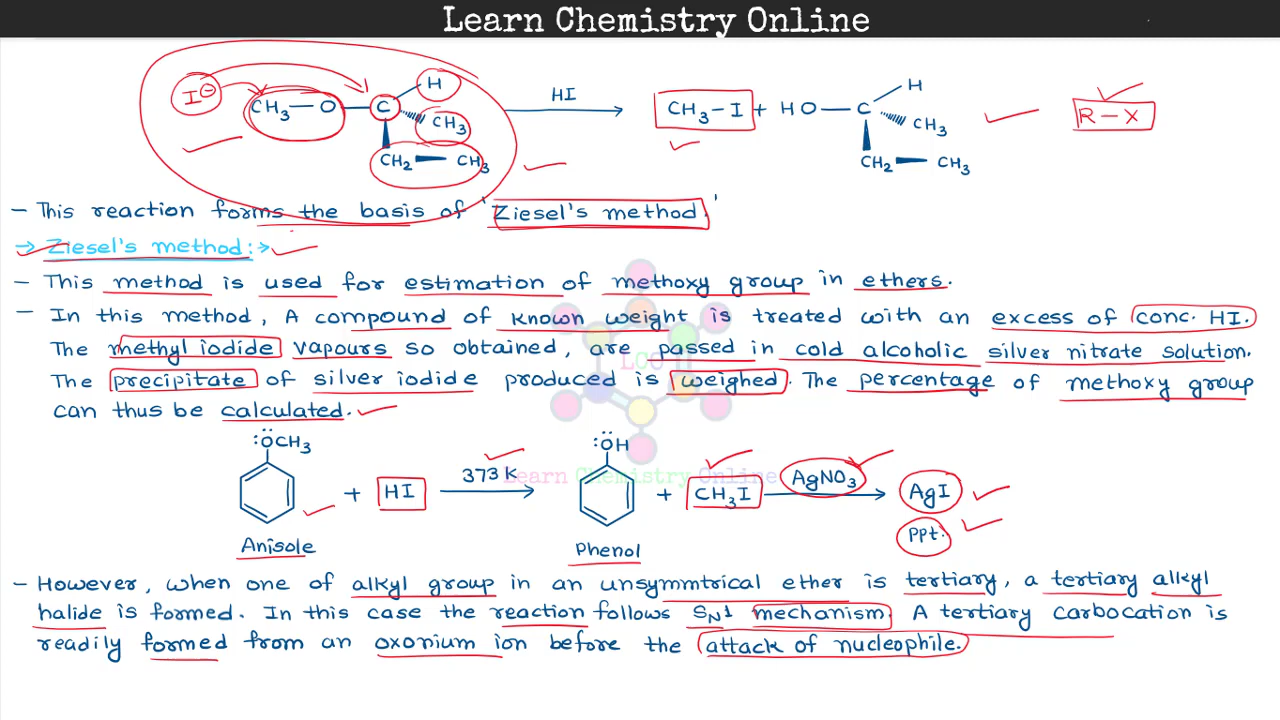 Learn Chemistry Online
I⊖ CH₃—O—C H CH₃ CH₂ CH₃ HI CH₃-I + HO—C H CH₃ CH₂ CH₃ R-X
- This reaction forms the basis of 'Ziesel's method.'
→ Ziesel's method:→
- This method is used for estimation of methoxy group in ethers.
- In this method, A compound of known weight is treated with an excess of conc. HI.
The methyl iodide vapours so obtained, are passed in cold alcoholic silver nitrate solution.
The precipitate of silver iodide produced is weighed. The percentage of methoxy group
can thus be calculated.
:ÖCH₃ + HI 373 K :ÖH + CH₃I AgNO₃ AgI
Ppt.
Anisole Phenol
LCO
Learn Chemistry Online
- However, when one of alkyl group in an unsymmtrical ether is tertiary, a tertiary alkyl
halide is formed. In this case the reaction follows SN1 mechanism. A tertiary carbocation is
readily formed from an oxonium ion before the attack of nucleophile.